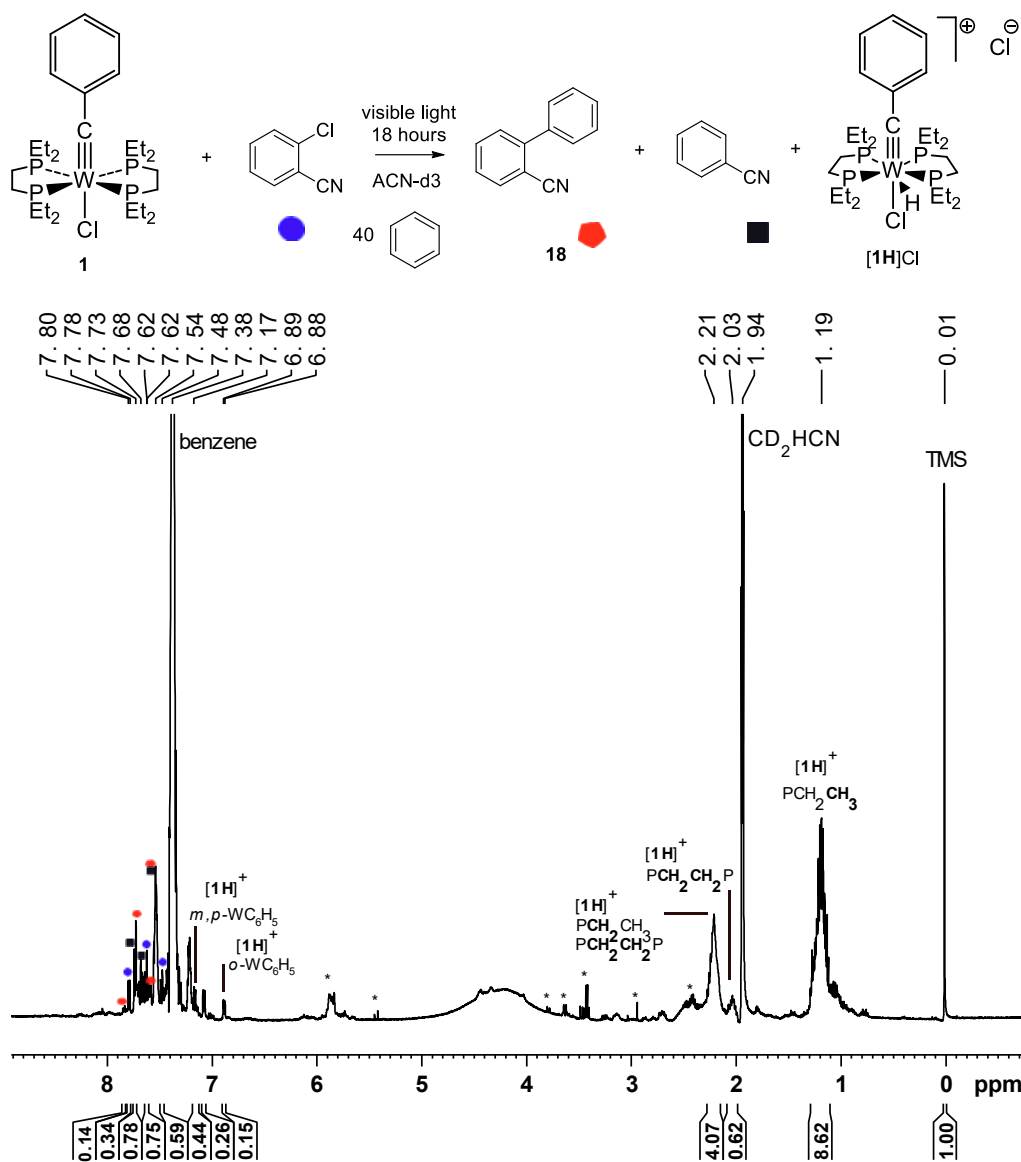 ⊕ Cl⊖
C
Et2 Et2
P P
W
P P
Et2 Et2
Cl
1
+
Cl
CN
40
visible light
18 hours
ACN-d3
CN
18
+
CN
+
C
Et2 Et2
P P
W
P P
H
Et2 Et2
Cl
[1H]Cl
7.80
7.78
7.73
7.68
7.62
7.62
7.54
7.48
7.38
7.17
6.89
6.88
2.21
2.03
1.94
1.19
0.01
benzene
CD2HCN
TMS
[1H]+
PCH2CH3
[1H]+
PCH2CH2P
[1H]+
PCH2CH3
PCH2CH2P
[1H]+
m,p-WC6H5
[1H]+
o-WC6H5
* * * * * * * *
8 7 6 5 4 3 2 1 0 ppm
0.14
0.34
0.78
0.75
0.59
0.44
0.26
0.15
4.07
0.62
8.62
1.00